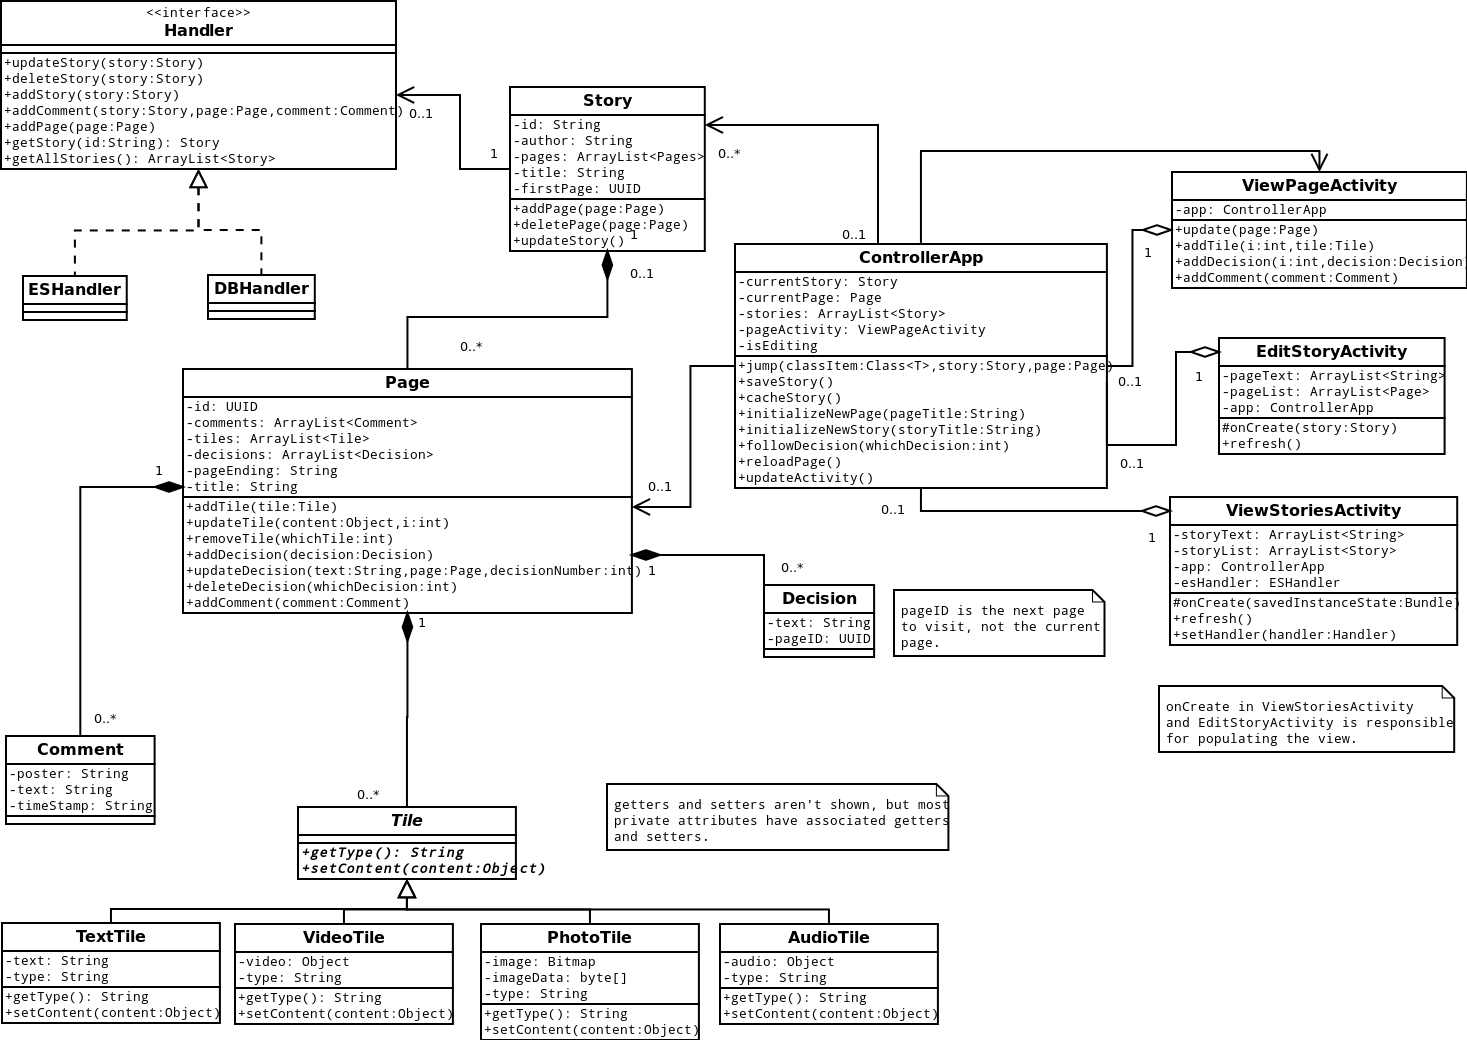 <<interface>>
Handler
+updateStory(story:Story)
+deleteStory(story:Story)
+addStory(story:Story)
+addComment(story:Story,page:Page,comment:Comment)
+addPage(page:Page)
+getStory(id:String): Story
+getAllStories(): ArrayList<Story>
0..1
1
ESHandler
DBHandler
Story
-id: String
-author: String
-pages: ArrayList<Pages>
-title: String
-firstPage: UUID
+addPage(page:Page)
+deletePage(page:Page)
+updateStory()
1
0..1
0..*
0..*
0..1
ControllerApp
-currentStory: Story
-currentPage: Page
-stories: ArrayList<Story>
-pageActivity: ViewPageActivity
-isEditing
+jump(classItem:Class<T>,story:Story,page:Page)
+saveStory()
+cacheStory()
+initializeNewPage(pageTitle:String)
+initializeNewStory(storyTitle:String)
+followDecision(whichDecision:int)
+reloadPage()
+updateActivity()
ViewPageActivity
-app: ControllerApp
+update(page:Page)
+addTile(i:int,tile:Tile)
+addDecision(i:int,decision:Decision)
+addComment(comment:Comment)
1
0..1
EditStoryActivity
-pageText: ArrayList<String>
-pageList: ArrayList<Page>
-app: ControllerApp
#onCreate(story:Story)
+refresh()
1
0..1
ViewStoriesActivity
-storyText: ArrayList<String>
-storyList: ArrayList<Story>
-app: ControllerApp
-esHandler: ESHandler
#onCreate(savedInstanceState:Bundle)
+refresh()
+setHandler(handler:Handler)
0..1
1
Page
-id: UUID
-comments: ArrayList<Comment>
-tiles: ArrayList<Tile>
-decisions: ArrayList<Decision>
-pageEnding: String
-title: String
+addTile(tile:Tile)
+updateTile(content:Object,i:int)
+removeTile(whichTile:int)
+addDecision(decision:Decision)
+updateDecision(text:String,page:Page,decisionNumber:int)
+deleteDecision(whichDecision:int)
+addComment(comment:Comment)
1
0..1
1
0..*
1
Decision
-text: String
-pageID: UUID
pageID is the next page
to visit, not the current
page.
onCreate in ViewStoriesActivity
and EditStoryActivity is responsible
for populating the view.
0..*
Comment
-poster: String
-text: String
-timeStamp: String
0..*
Tile
+getType(): String
+setContent(content:Object)
getters and setters aren't shown, but most
private attributes have associated getters
and setters.
TextTile
-text: String
-type: String
+getType(): String
+setContent(content:Object)
VideoTile
-video: Object
-type: String
+getType(): String
+setContent(content:Object)
PhotoTile
-image: Bitmap
-imageData: byte[]
-type: String
+getType(): String
+setContent(content:Object)
AudioTile
-audio: Object
-type: String
+getType(): String
+setContent(content:Object)